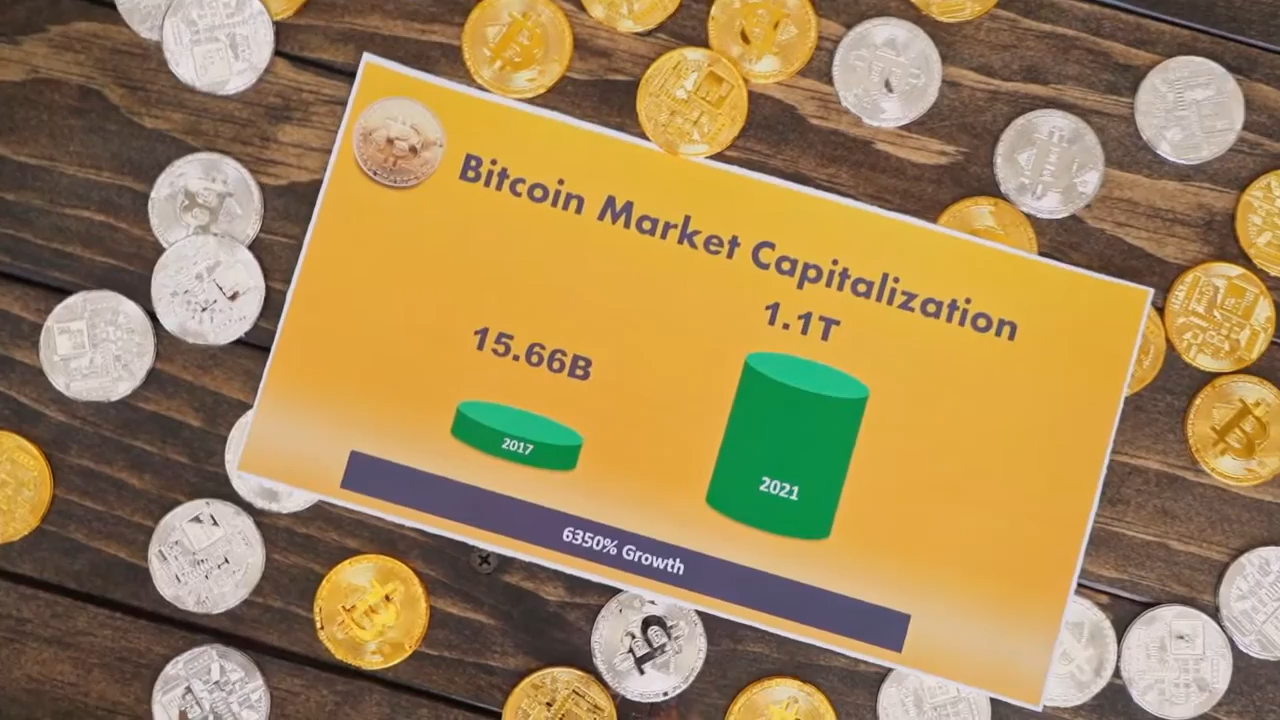 Bitcoin Market Capitalization
15.66B
1.1T
2017
2021
6350% Growth